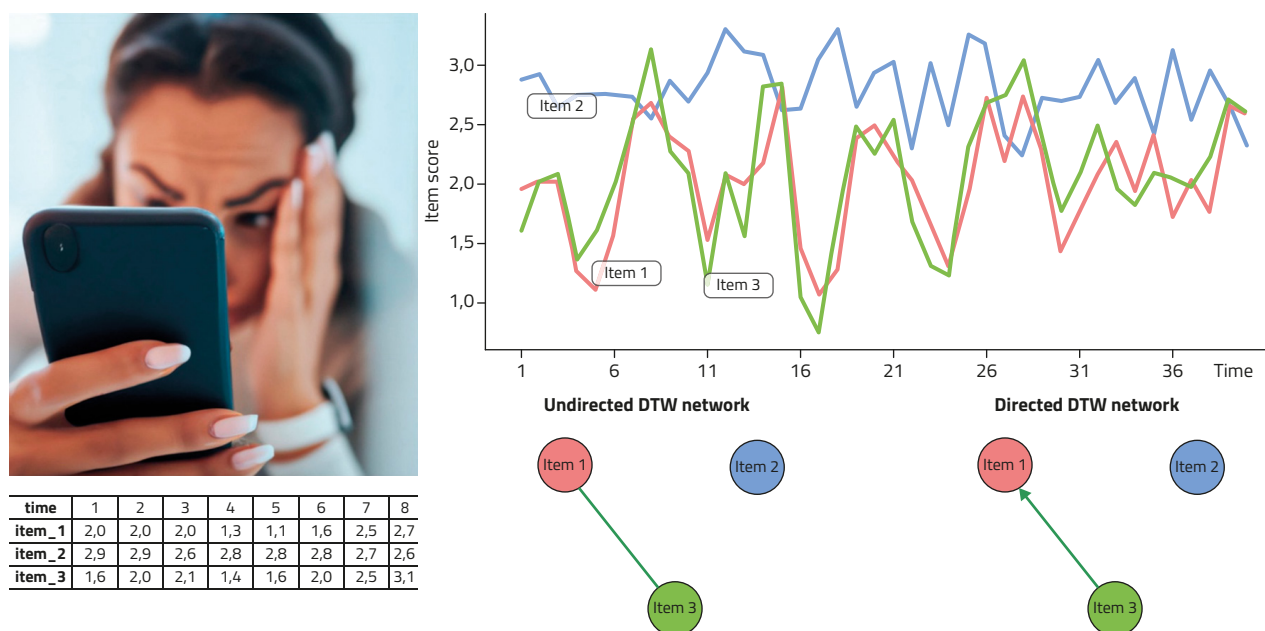 3,0
2,5
2,0
1,5
1,0
Item score
Item 2
Item 1
Item 3
1 6 11 16 21 26 31 36 Time
Undirected DTW network
Directed DTW network
Item 1
Item 2
Item 3
Item 1
Item 2
Item 3
time 1 2 3 4 5 6 7 8
item_1 2,0 2,0 2,0 1,3 1,1 1,6 2,5 2,7
item_2 2,9 2,9 2,6 2,8 2,8 2,8 2,7 2,6
item_3 1,6 2,0 2,1 1,4 1,6 2,0 2,5 3,1